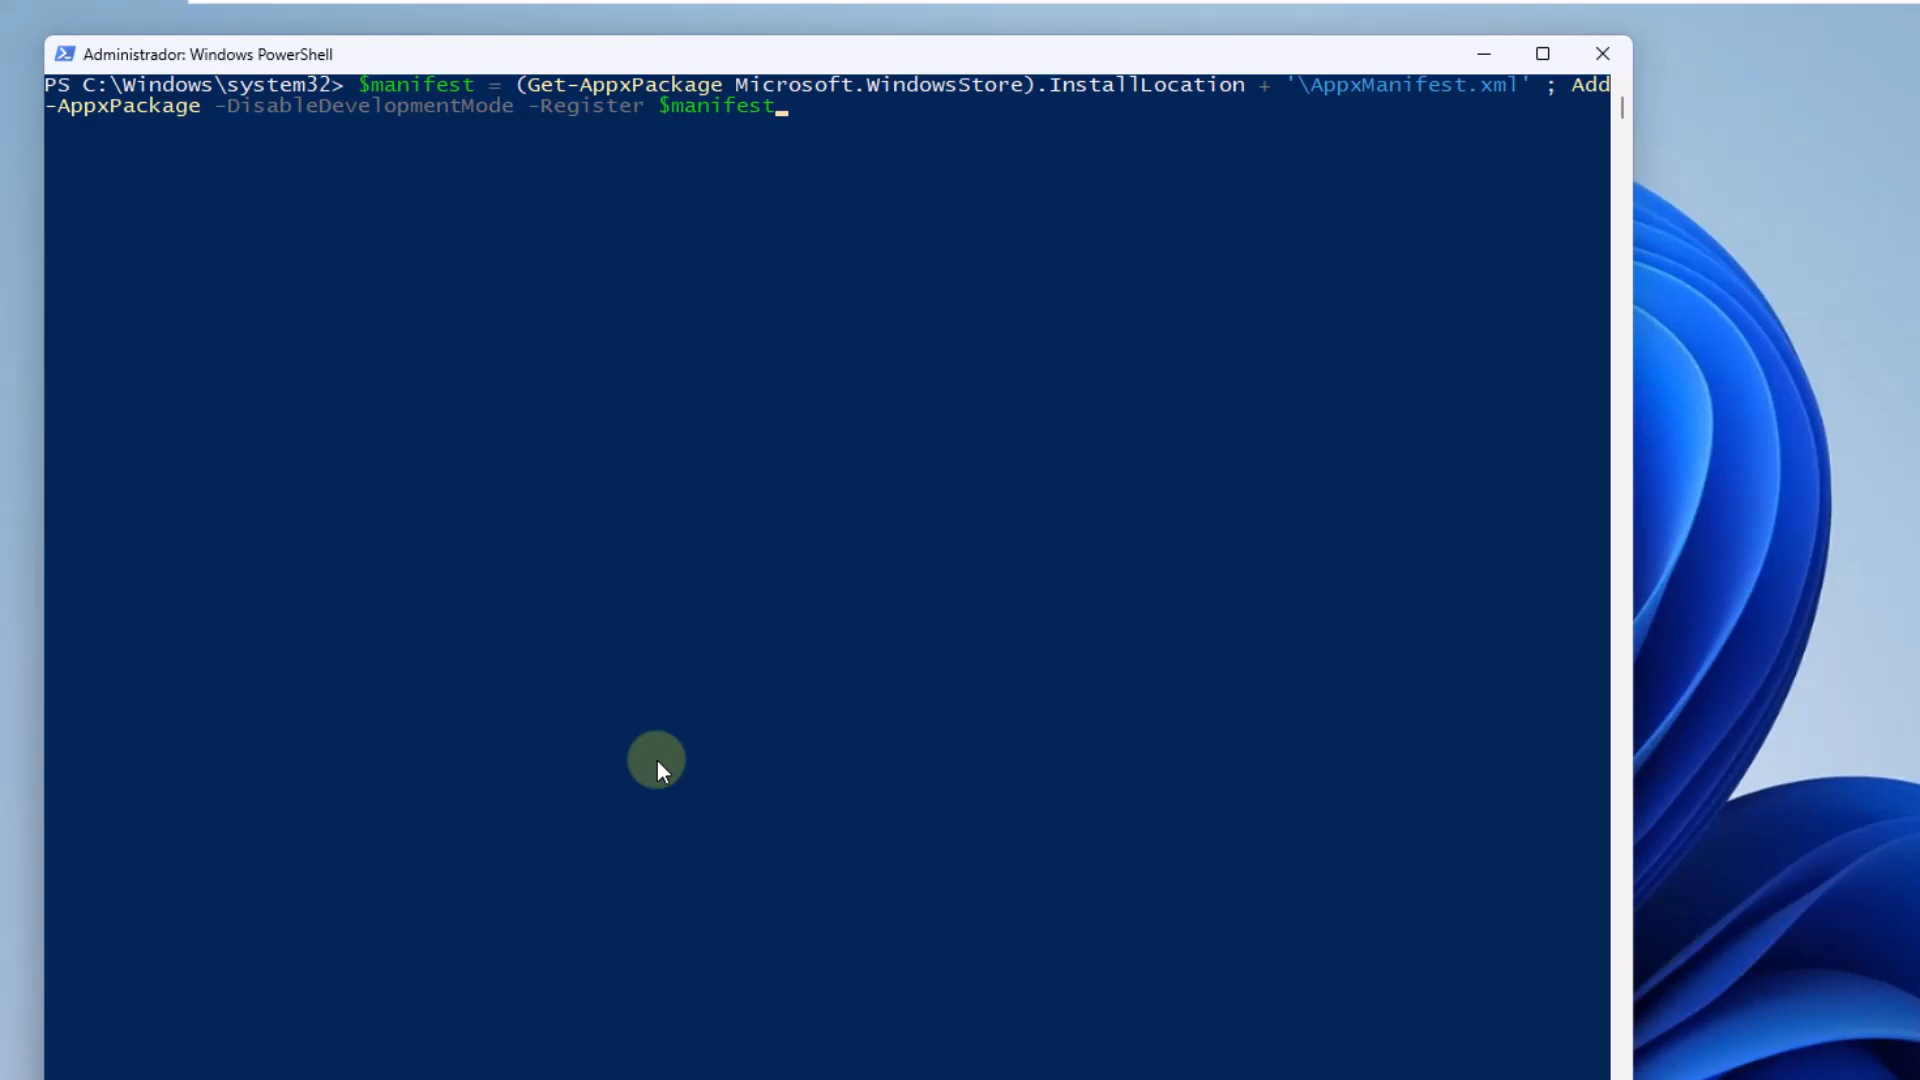 Administrador: Windows PowerShell
PS C:\Windows\system32> $manifest = (Get-AppxPackage Microsoft.WindowsStore).InstallLocation + '\AppxManifest.xml' ; Add
-AppxPackage -DisableDevelopmentMode -Register $manifest